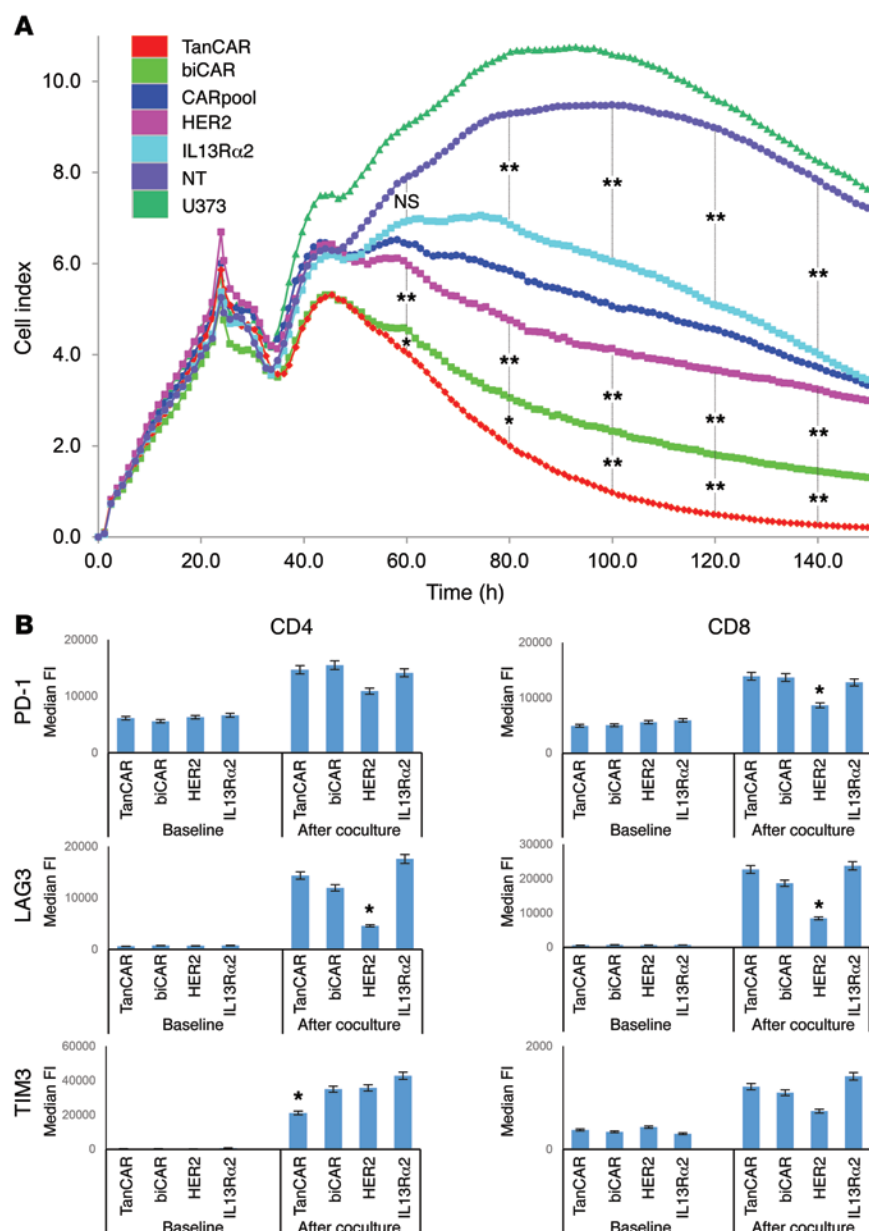 A
TanCAR
biCAR
CARpool
HER2
IL13Rα2
NT
U373
Cell index
10.0
8.0
6.0
4.0
2.0
0.0
NS
**
*
**
**
*
**
**
**
**
**
**
**
**
**
0.0 20.0 40.0 60.0 80.0 100.0 120.0 140.0
Time (h)
B
CD4
CD8
PD-1
Median FI
20000
10000
0
TanCAR biCAR HER2 IL13Rα2 TanCAR biCAR HER2 IL13Rα2
Baseline After coculture
Median FI
20000
10000
0
*
TanCAR biCAR HER2 IL13Rα2 TanCAR biCAR HER2 IL13Rα2
Baseline After coculture
LAG3
Median FI
20000
10000
0
*
TanCAR biCAR HER2 IL13Rα2 TanCAR biCAR HER2 IL13Rα2
Baseline After coculture
Median FI
30000
20000
10000
0
*
TanCAR biCAR HER2 IL13Rα2 TanCAR biCAR HER2 IL13Rα2
Baseline After coculture
TIM3
Median FI
60000
40000
20000
0
*
TanCAR biCAR HER2 IL13Rα2 TanCAR biCAR HER2 IL13Rα2
Baseline After coculture
Median FI
2000
0
TanCAR biCAR HER2 IL13Rα2 TanCAR biCAR HER2 IL13Rα2
Baseline After coculture